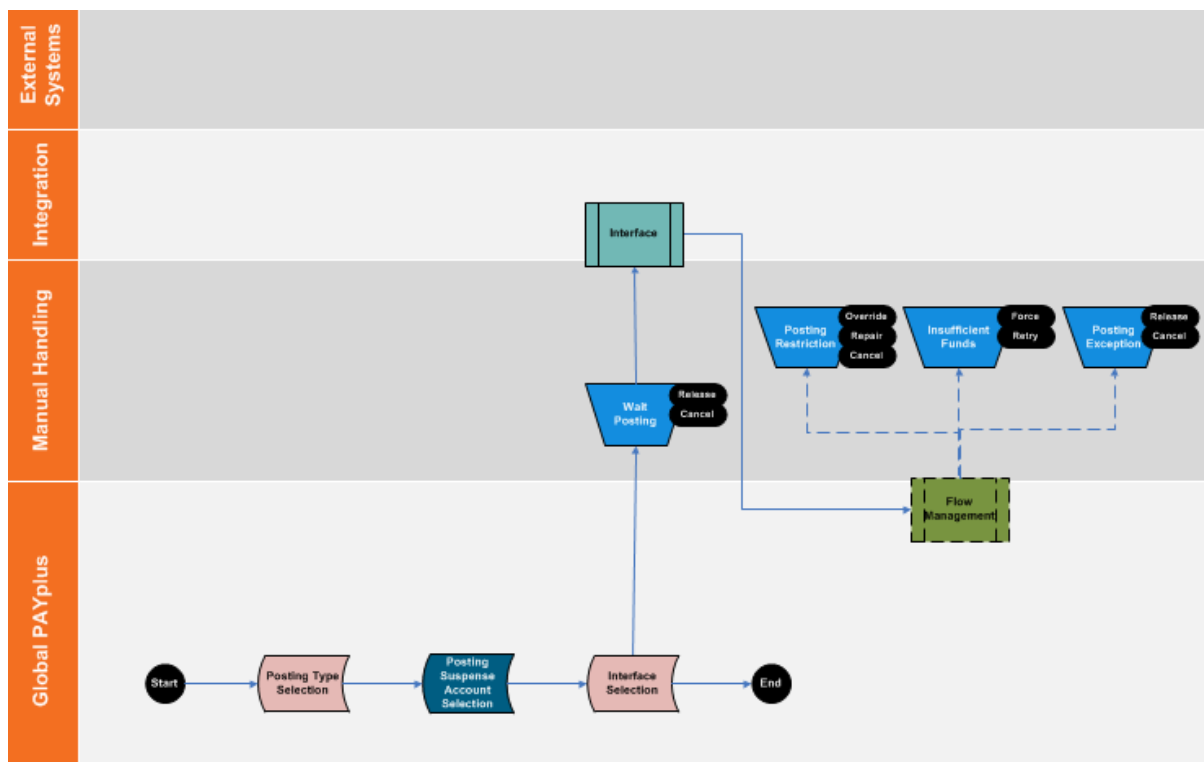 External
Systems
Integration
Interface
Manual Handling
Posting
Restriction
Override
Repair
Cancel
Insufficient
Funds
Force
Retry
Posting
Exception
Release
Cancel
Wait
Posting
Release
Cancel
Global PAYplus
Flow
Management
Start
Posting Type
Selection
Posting
Suspense
Account
Selection
Interface
Selection
End